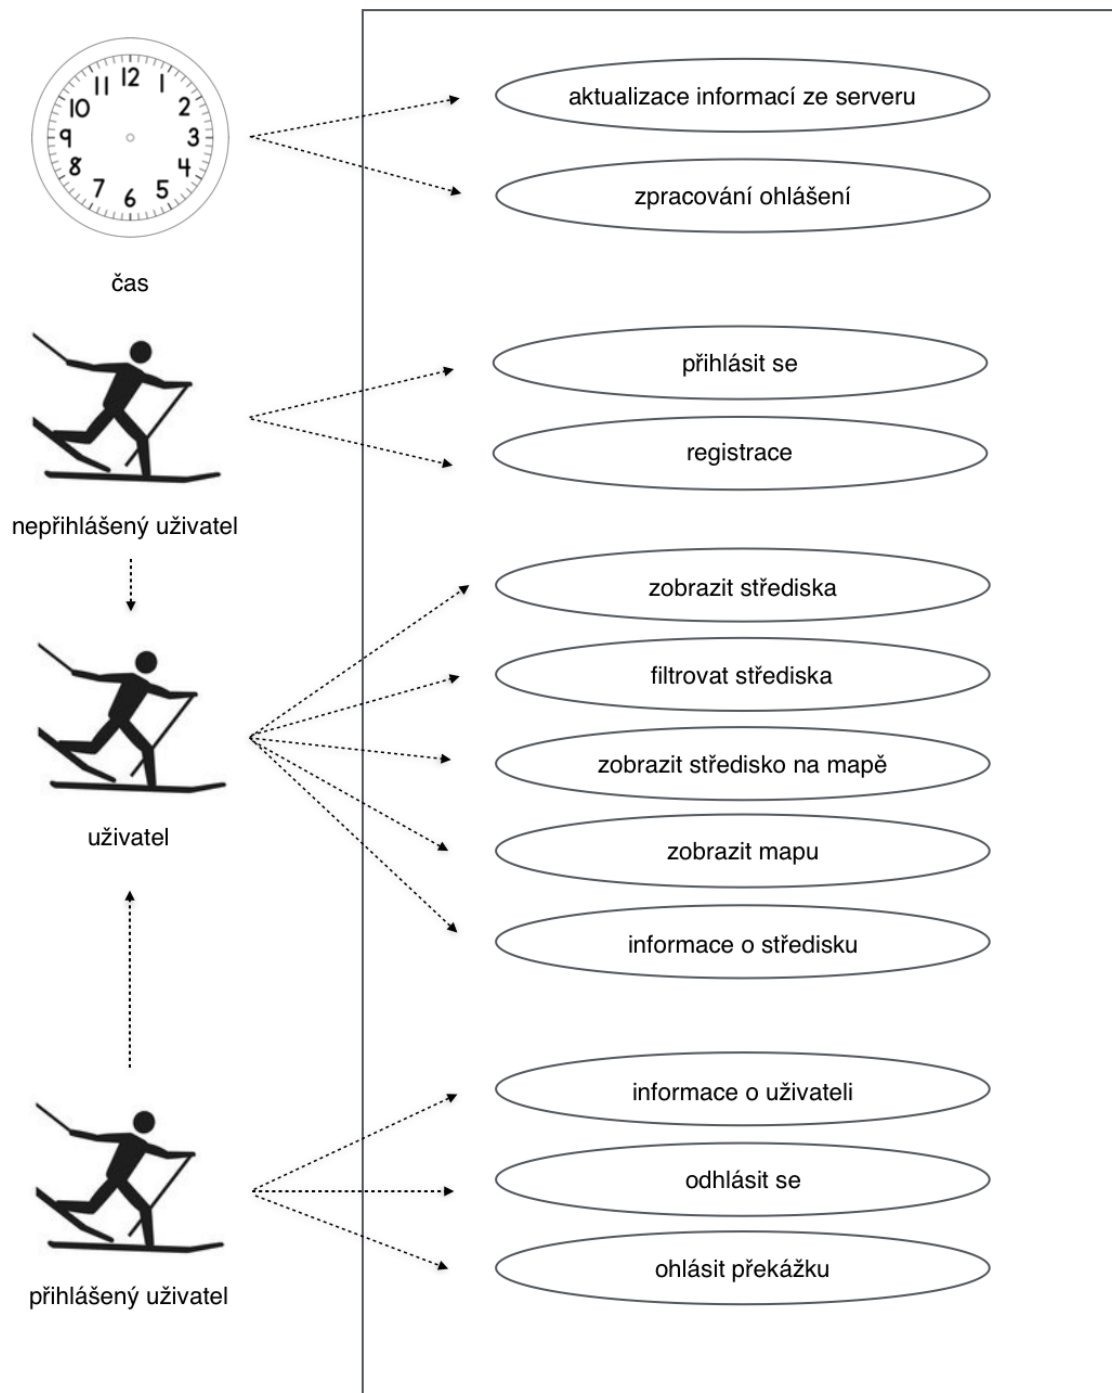 12
11
1
10
2
9
3
8
4
7
5
6
čas
aktualizace informací ze serveru
zpracování ohlášení
nepřihlášený uživatel
přihlásit se
registrace
uživatel
zobrazit střediska
filtrovat střediska
zobrazit středisko na mapě
zobrazit mapu
informace o středisku
přihlášený uživatel
informace o uživateli
odhlásit se
ohlásit překážku